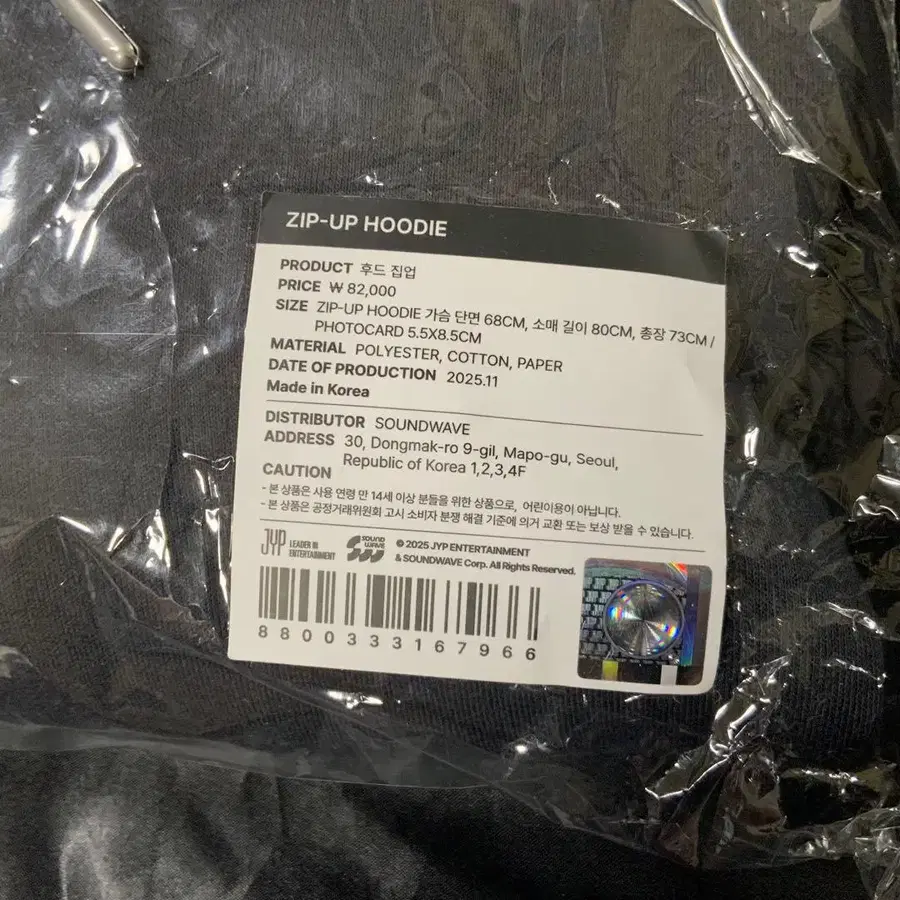 ZIP-UP HOODIE
PRODUCT 후드 집업
PRICE ₩ 82,000
SIZE ZIP-UP HOODIE 가슴 단면 68CM, 소매 길이 80CM, 총장 73CM /
PHOTOCARD 5.5X8.5CM
MATERIAL POLYESTER, COTTON, PAPER
DATE OF PRODUCTION 2025.11
Made in Korea
DISTRIBUTOR SOUNDWAVE
ADDRESS 30, Dongmak-ro 9-gil, Mapo-gu, Seoul,
Republic of Korea 1,2,3,4F
CAUTION
- 본 상품은 사용 연령 만 14세 이상 분들을 위한 상품으로, 어린이용이 아닙니다.
- 본 상품은 공정거래위원회 고시 소비자 분쟁 해결 기준에 의거 교환 또는 보상 받을 수 있습니다.
JYP LEADER IN
ENTERTAINMENT
SOUND
WAVE
© 2025 JYP ENTERTAINMENT
& SOUNDWAVE Corp. All Rights Reserved.
8800333167966